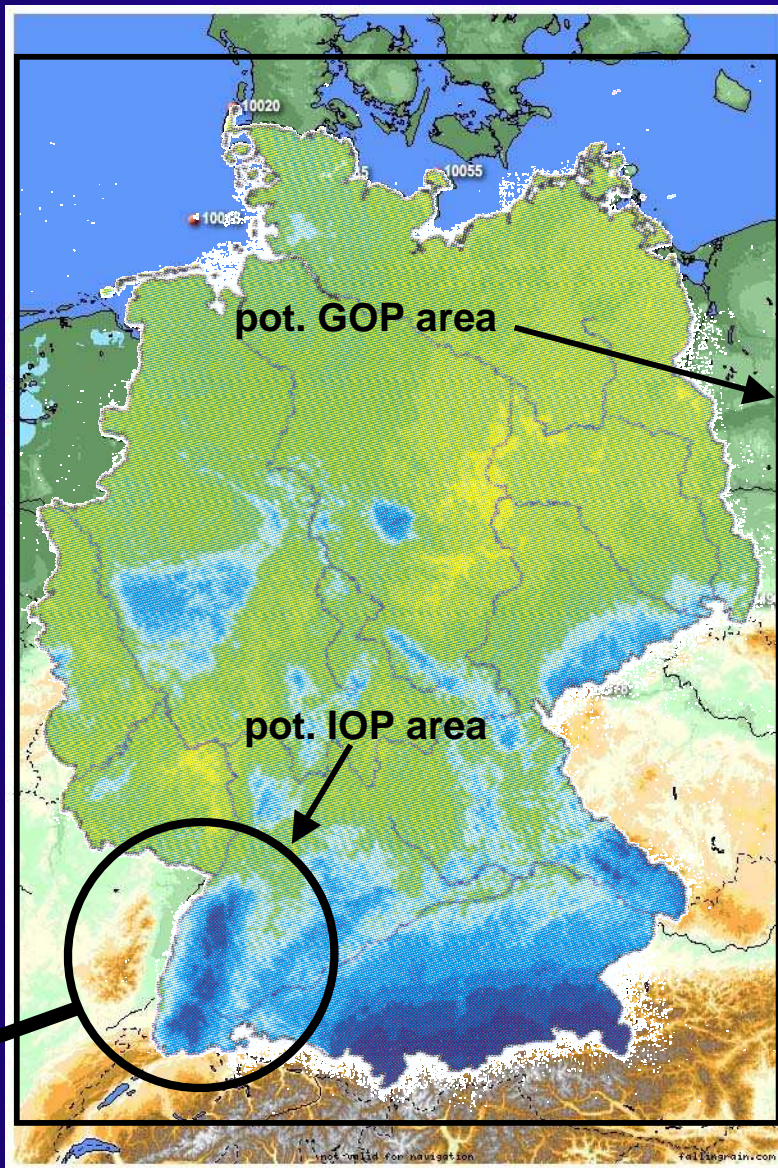 10020
10055
pot. GOP area
pot. IOP area
not valid for navigation
fallingrain.com